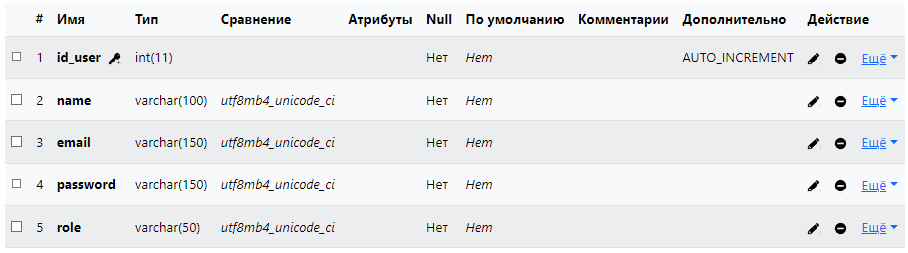 # Имя Тип Сравнение Атрибуты Null По умолчанию Комментарии Дополнительно Действие
1 id_user int(11) Нет Нет AUTO_INCREMENT Ещё
2 name varchar(100) utf8mb4_unicode_ci Нет Нет Ещё
3 email varchar(150) utf8mb4_unicode_ci Нет Нет Ещё
4 password varchar(150) utf8mb4_unicode_ci Нет Нет Ещё
5 role varchar(50) utf8mb4_unicode_ci Нет Нет Ещё